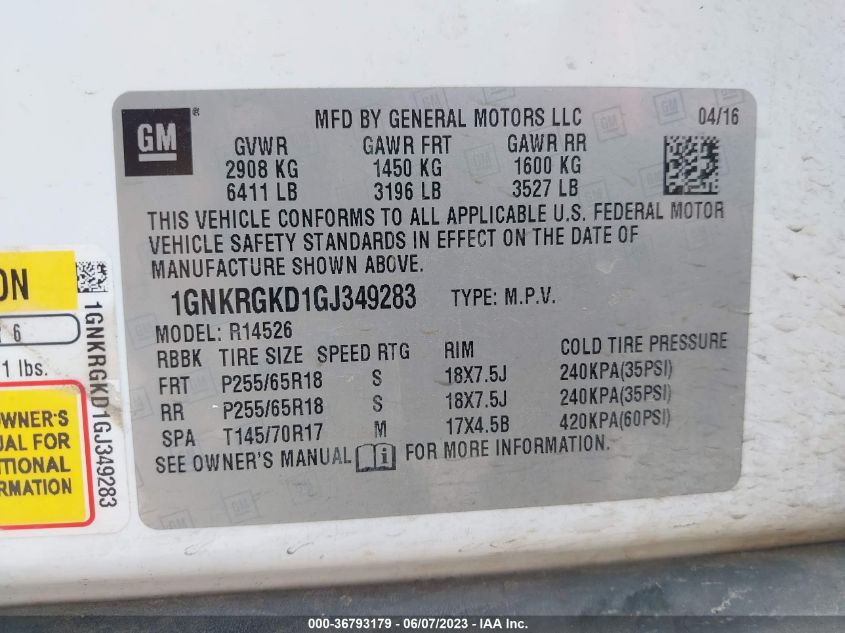 GM ®
MFD BY GENERAL MOTORS LLC 04/16
GVWR GAWR FRT GAWR RR
2908 KG 1450 KG 1600 KG
6411 LB 3196 LB 3527 LB
THIS VEHICLE CONFORMS TO ALL APPLICABLE U.S. FEDERAL MOTOR
VEHICLE SAFETY STANDARDS IN EFFECT ON THE DATE OF
MANUFACTURE SHOWN ABOVE.
1GNKRGKD1GJ349283 TYPE: M.P.V.
MODEL: R14526
RBBK TIRE SIZE SPEED RTG RIM COLD TIRE PRESSURE
FRT P255/65R18 S 18X7.5J 240KPA(35PSI)
RR P255/65R18 S 18X7.5J 240KPA(35PSI)
SPA T145/70R17 M 17X4.5B 420KPA(60PSI)
SEE OWNER'S MANUAL i FOR MORE INFORMATION.
ON
6
1 lbs.
OWNER'S
UAL FOR
ITIONAL
RMATION
1GNKRGKD1GJ349283
000-36793179 - 06/07/2023 - IAA Inc.